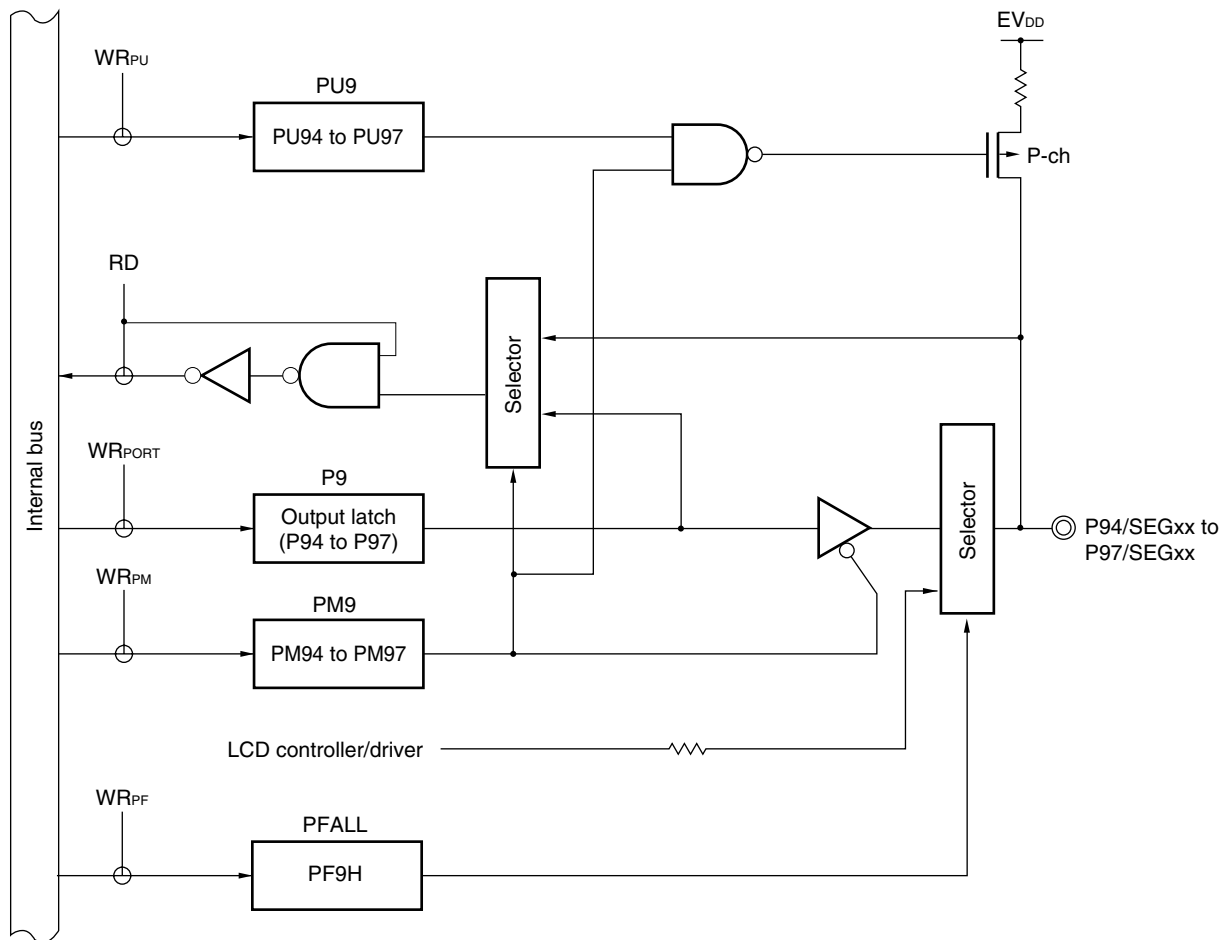 EVDD
WRPU
PU9
PU94 to PU97
P-ch
RD
Selector
Internal bus
WRPORT
P9
Output latch
(P94 to P97)
Selector
P94/SEGxx to
P97/SEGxx
WRPM
PM9
PM94 to PM97
LCD controller/driver
WRPF
PFALL
PF9H